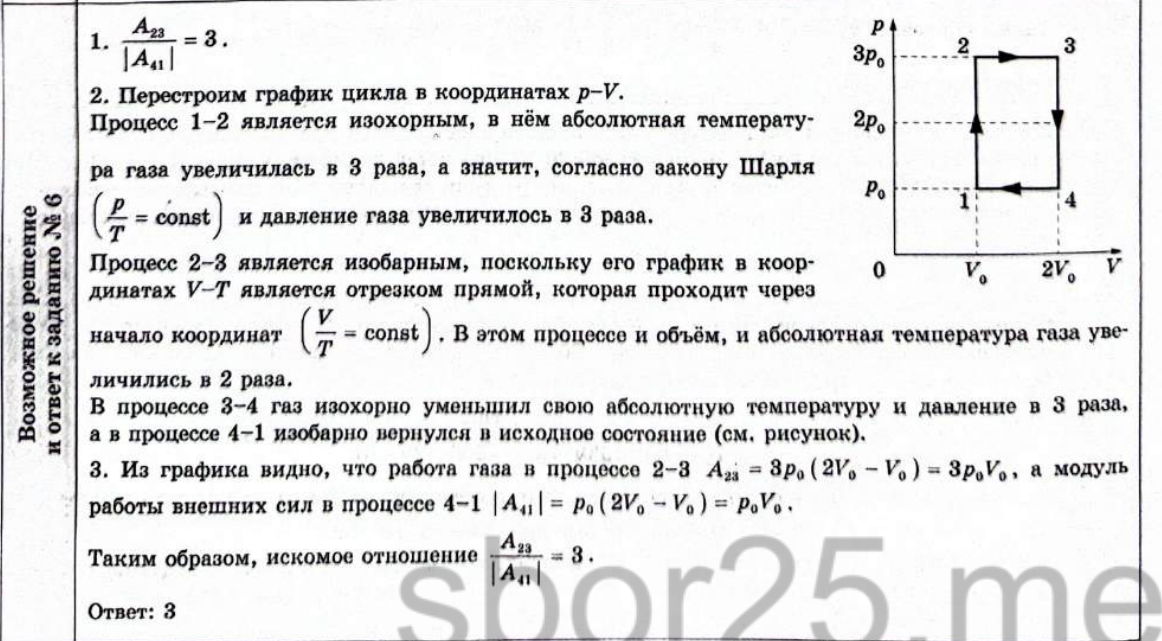 Возможное решение
и ответ к заданию № 6
1. A₂₃/|A₄₁| = 3.
2. Перестроим график цикла в координатах p–V.
Процесс 1–2 является изохорным, в нём абсолютная температу-
ра газа увеличилась в 3 раза, а значит, согласно закону Шарля
(p/T = const) и давление газа увеличилось в 3 раза.
Процесс 2–3 является изобарным, поскольку его график в коор-
динатах V–T является отрезком прямой, которая проходит через
начало координат (V/T = const). В этом процессе и объём, и абсолютная температура газа уве-
личились в 2 раза.
В процессе 3–4 газ изохорно уменьшил свою абсолютную температуру и давление в 3 раза,
а в процессе 4–1 изобарно вернулся в исходное состояние (см. рисунок).
3. Из графика видно, что работа газа в процессе 2–3 A₂₃ = 3p₀(2V₀ – V₀) = 3p₀V₀, а модуль
работы внешних сил в процессе 4–1 |A₄₁| = p₀(2V₀ – V₀) = p₀V₀.
Таким образом, искомое отношение A₂₃/|A₄₁| = 3.
Ответ: 3
p
3p₀
2
3
2p₀
p₀
1
4
0
V₀
2V₀
V
sbor25.me